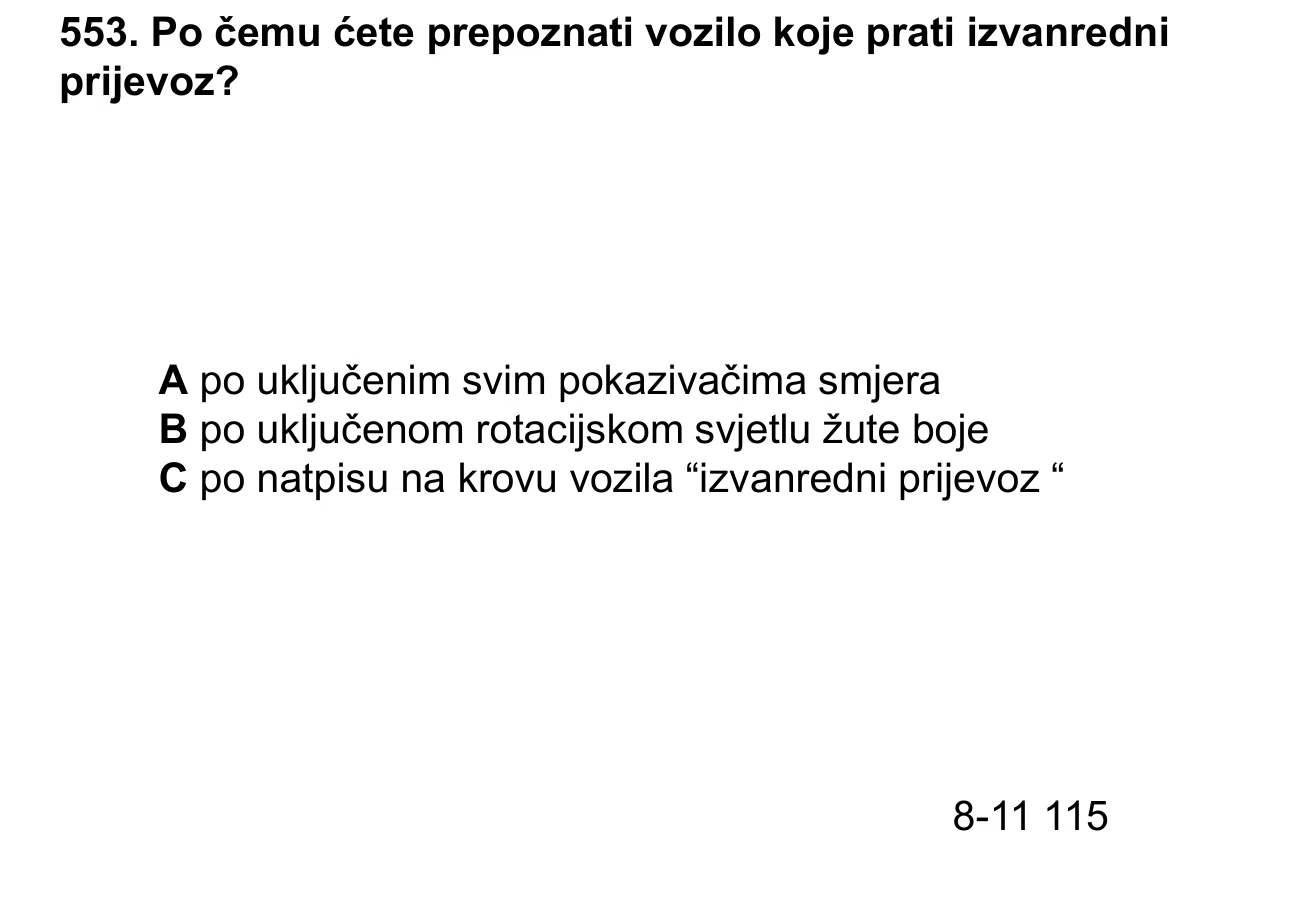 553. Po čemu ćete prepoznati vozilo koje prati izvanredni
prijevoz?
A po uključenim svim pokazivačima smjera
B po uključenom rotacijskom svjetlu žute boje
C po natpisu na krovu vozila “izvanredni prijevoz “
8-11 115